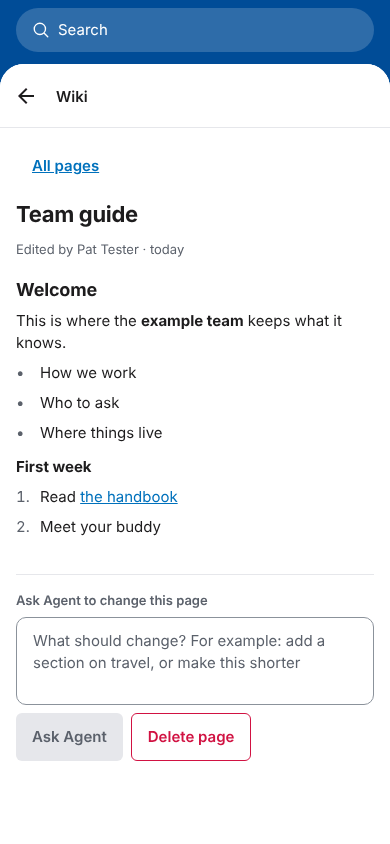 Search
Wiki
All pages
Team guide
Edited by Pat Tester · today
Welcome
This is where the example team keeps what it
knows.
• How we work
• Who to ask
• Where things live
First week
1. Read the handbook
2. Meet your buddy
Ask Agent to change this page
What should change? For example: add a
section on travel, or make this shorter
Ask Agent
Delete page